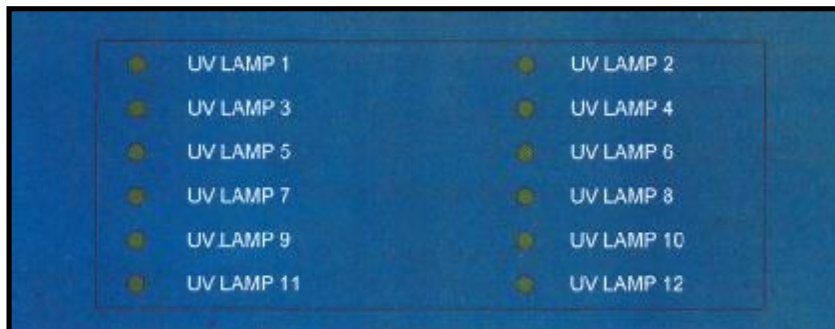 UV LAMP 1 UV LAMP 2
UV LAMP 3 UV LAMP 4
UV LAMP 5 UV LAMP 6
UV LAMP 7 UV LAMP 8
UV LAMP 9 UV LAMP 10
UV LAMP 11 UV LAMP 12